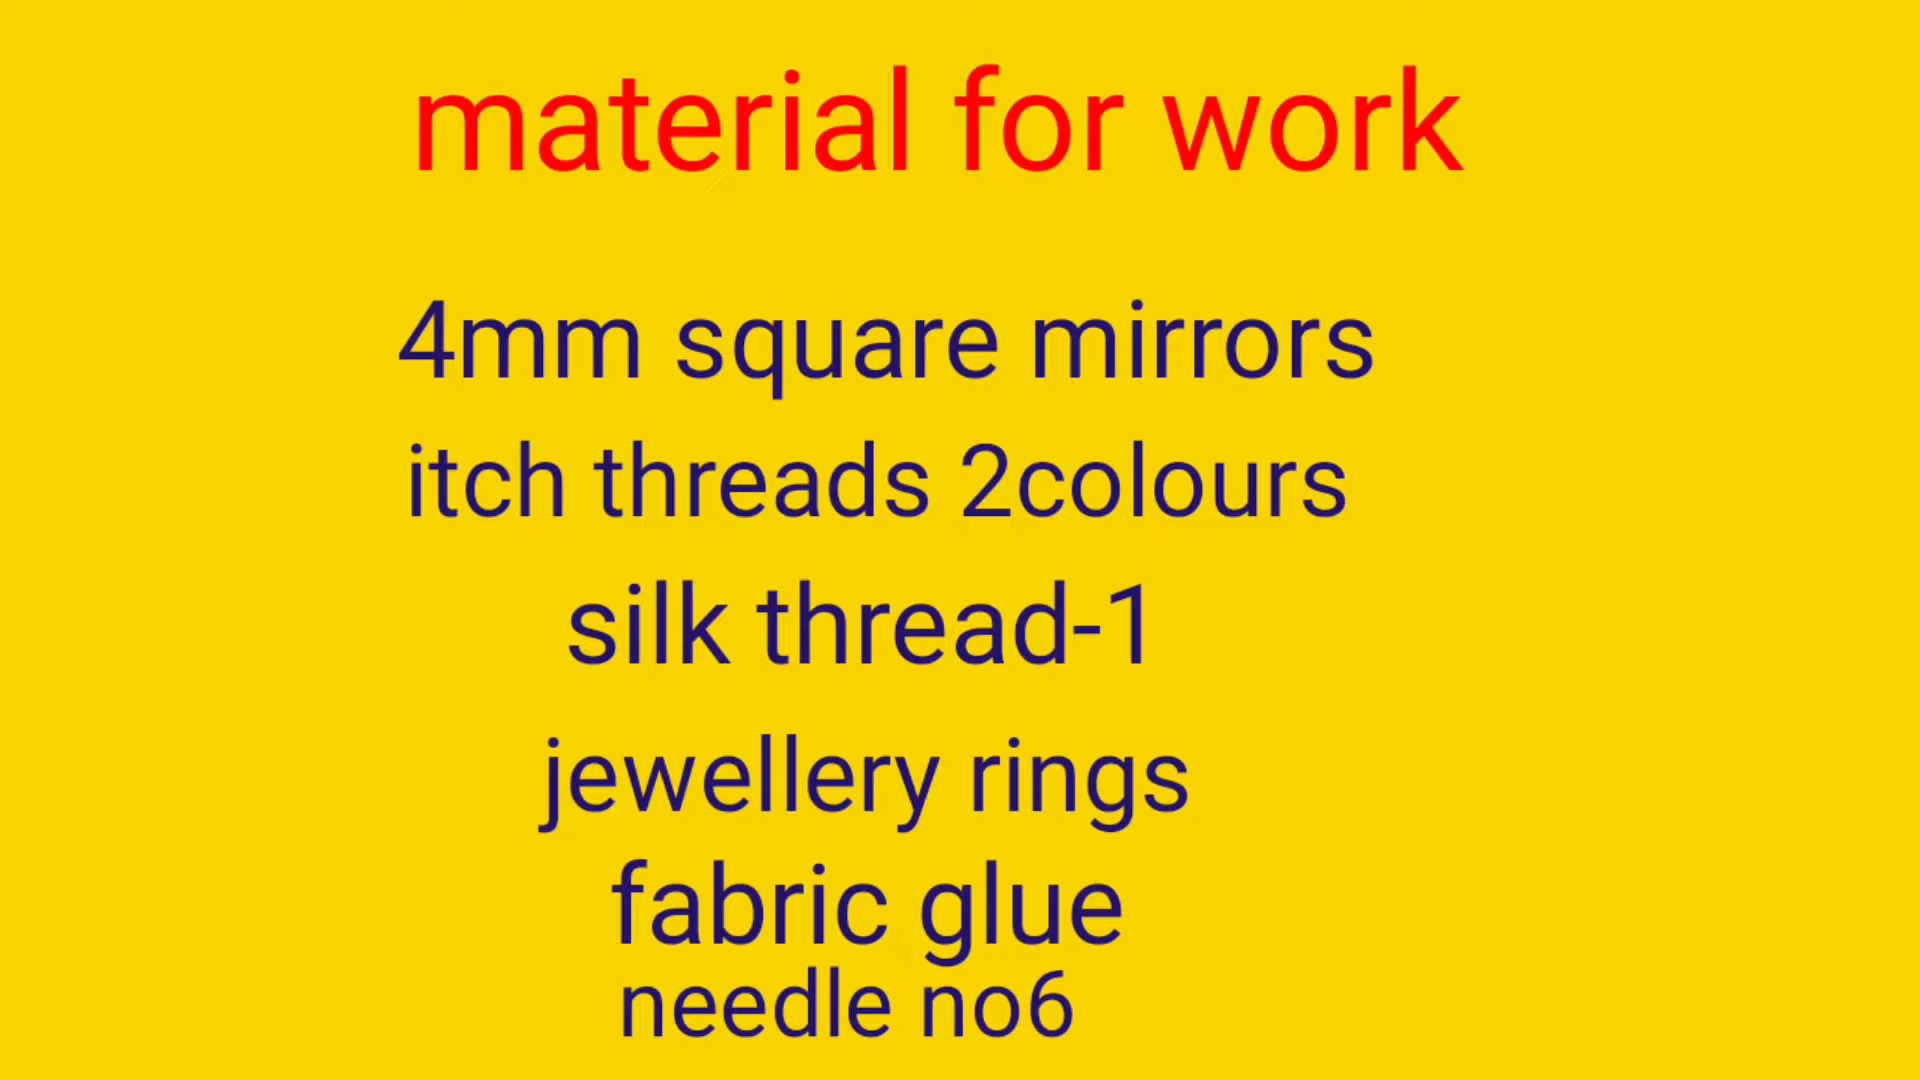 material for work
4mm square mirrors
itch threads 2colours
silk thread-1
jewellery rings
fabric glue
needle no6